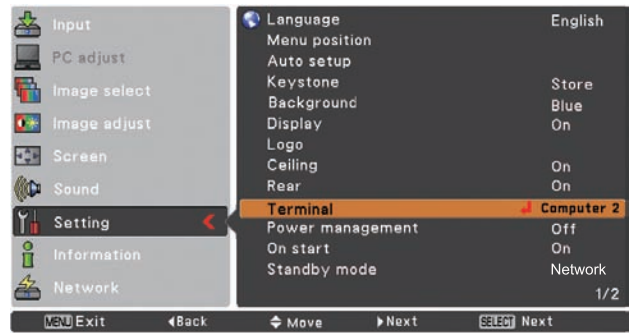 Input
PC adjust
Image select
Image adjust
Screen
Sound
Setting
Information
Network
Language English
Menu position
Auto setup
Keystone Store
Background Blue
Display On
Logo
Ceiling On
Rear On
Terminal Computer 2
Power management Off
On start On
Standby mode Network
1/2
MENU Exit Back Move Next SELECT Next